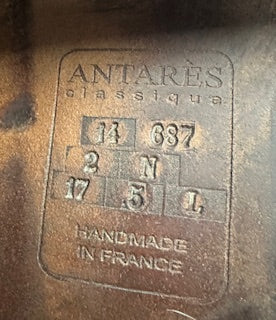 ANTARÈS
classique
14 687
2 N
17 .5 L
HANDMADE
IN FRANCE